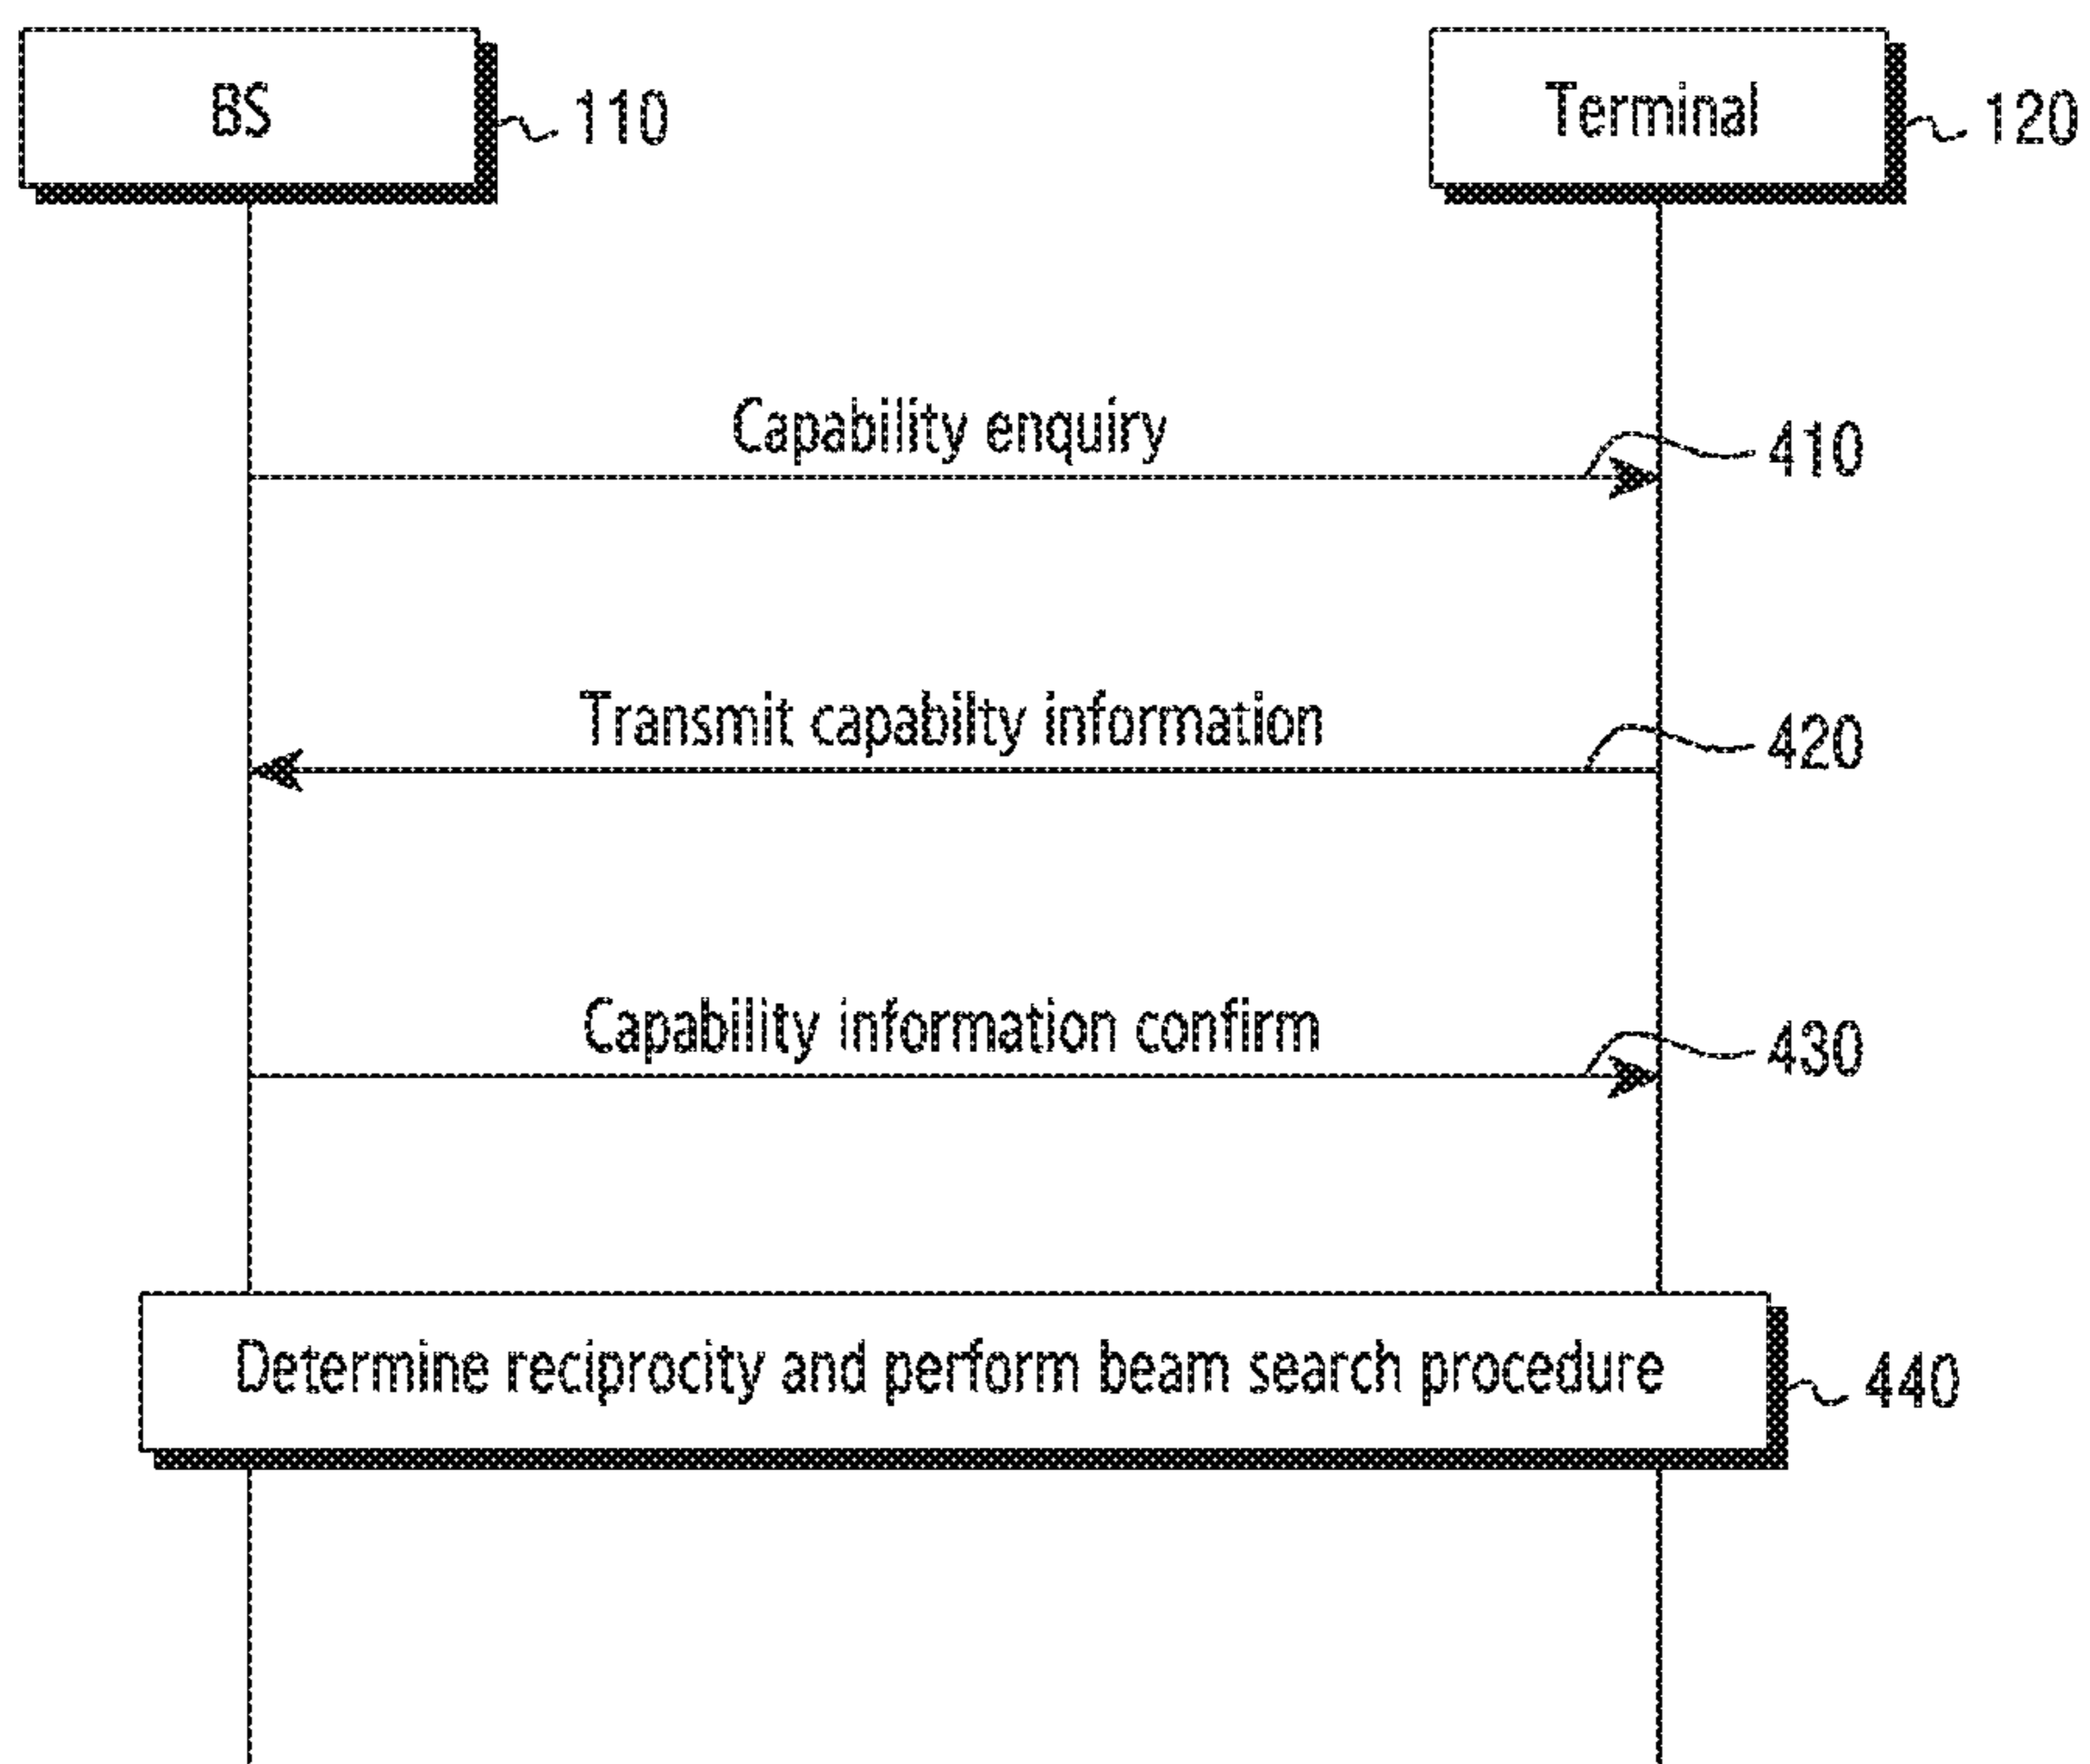 BS
110
Terminal
120
Capability enquiry
410
Transmit capabilty information
420
Capability information confirm
430
Determine reciprocity and perform beam search procedure
440